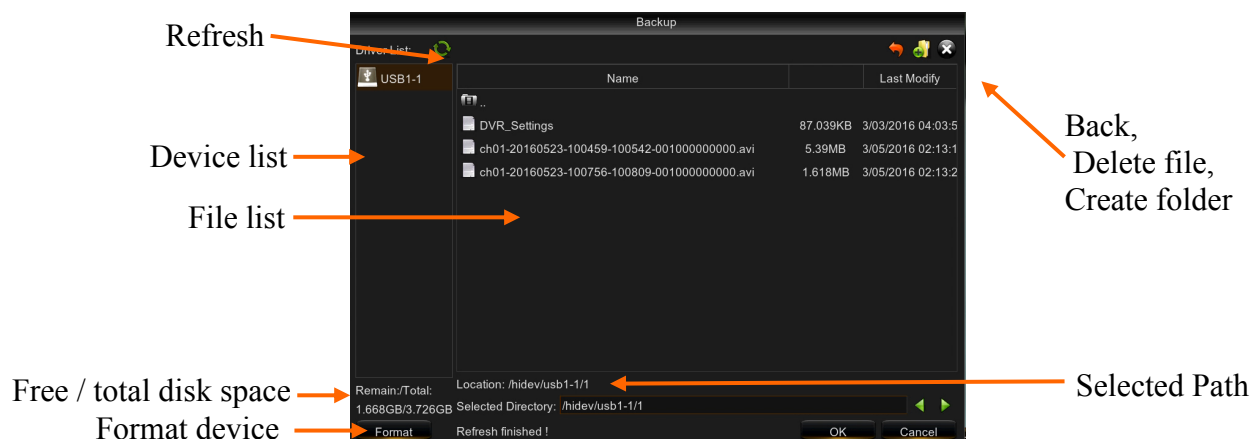 Backup
Refresh
Driver List:
USB1-1
Name
Last Modify
..
DVR_Settings 87.039KB 3/03/2016 04:03:5
ch01-20160523-100459-100542-001000000000.avi 5.39MB 3/05/2016 02:13:1
ch01-20160523-100756-100809-001000000000.avi 1.618MB 3/05/2016 02:13:2
Device list
File list
Back,
Delete file,
Create folder
Free / total disk space
Remain:/Total:
1.668GB/3.726GB
Location: /hidev/usb1-1/1
Selected Path
Selected Directory: /hidev/usb1-1/1
Format device
Format
Refresh finished !
OK
Cancel